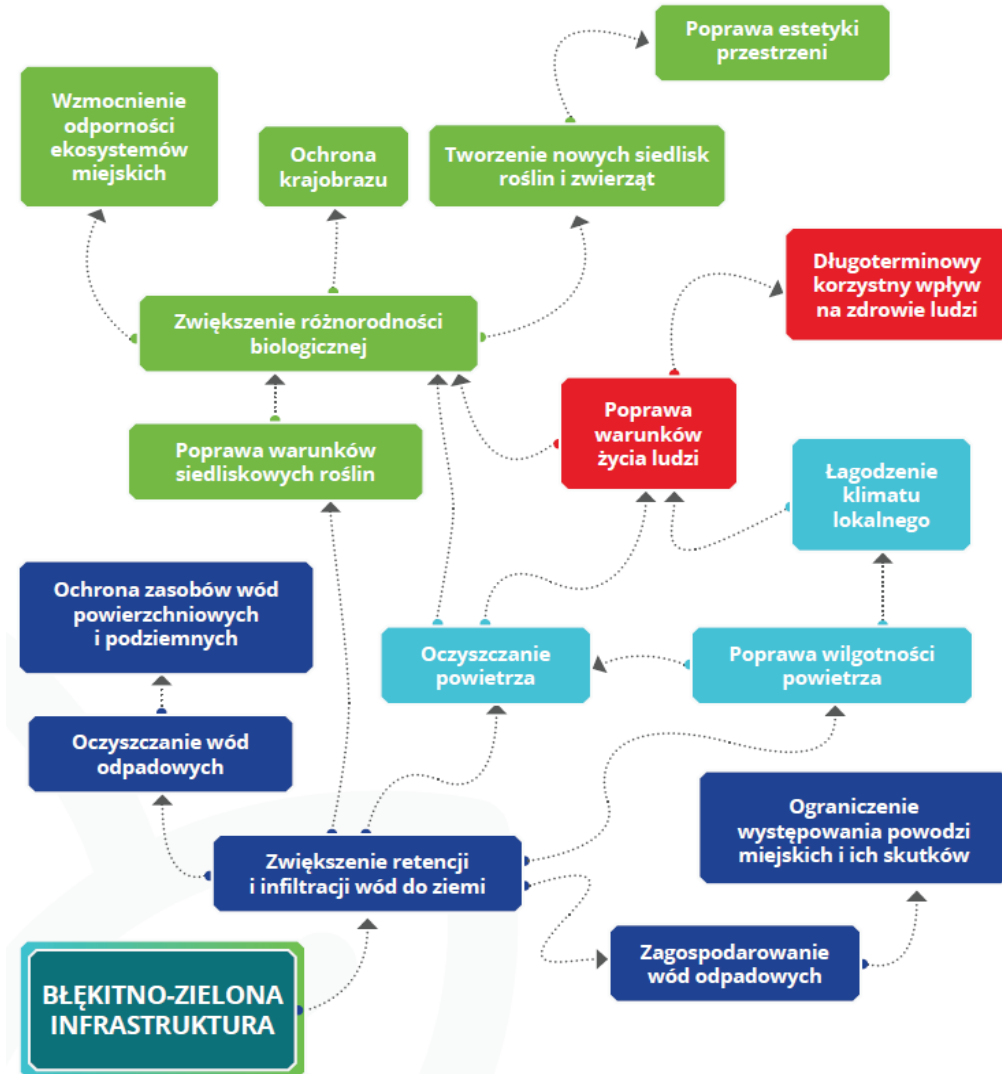 Poprawa estetyki
przestrzeni
Wzmocnienie
odporności
ekosystemów
miejskich
Ochrona
krajobrazu
Tworzenie nowych siedlisk
roślin i zwierząt
Długoterminowy
korzystny wpływ
na zdrowie ludzi
Zwiększenie różnorodności
biologicznej
Poprawa
warunków
życia ludzi
Poprawa warunków
siedliskowych roślin
Łagodzenie
klimatu
lokalnego
Ochrona zasobów wód
powierzchniowych
i podziemnych
Oczyszczanie
powietrza
Poprawa wilgotności
powietrza
Oczyszczanie wód
odpadowych
Ograniczenie
występowania powodzi
miejskich i ich skutków
Zwiększenie retencji
i infiltracji wód do ziemi
Zagospodarowanie
wód odpadowych
BŁĘKITNO-ZIELONA
INFRASTRUKTURA